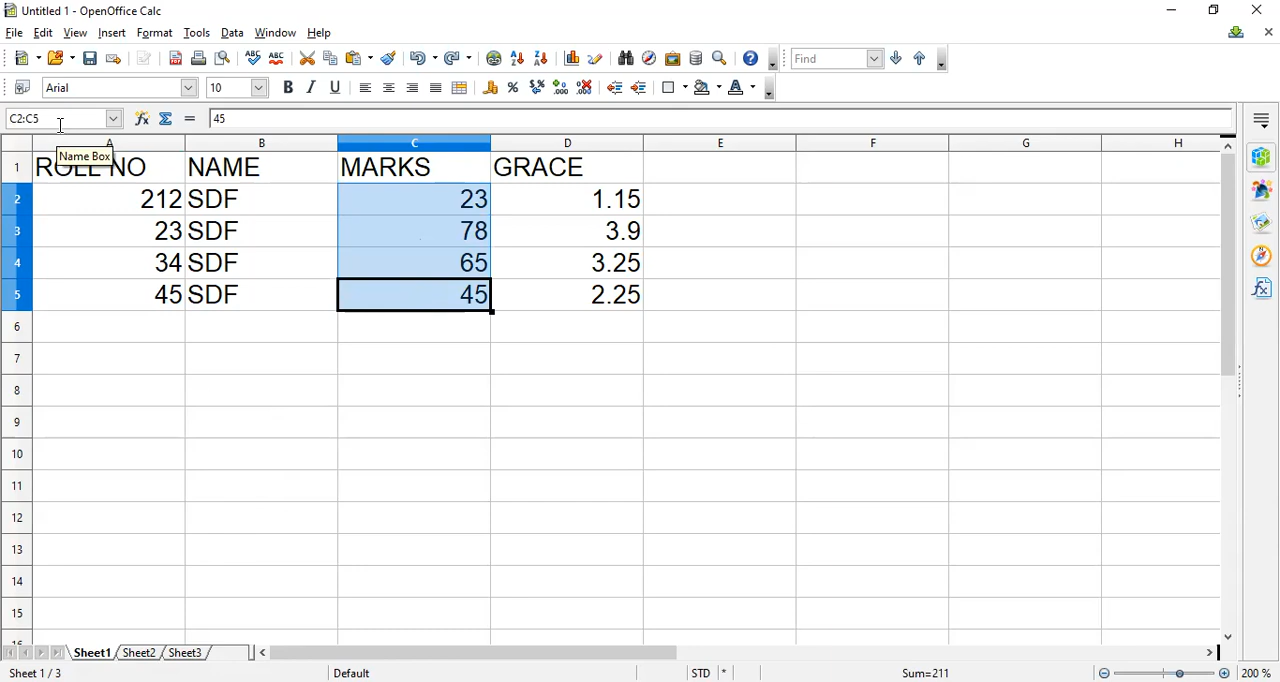 Untitled 1 - OpenOffice Calc
File Edit View Insert Format Tools Data Window Help
Find
Arial 10
C2:C5 45
Name Box
A B C D E F G H
1 ROLL NO NAME MARKS GRACE
2 212 SDF 23 1.15
3 23 SDF 78 3.9
4 34 SDF 65 3.25
5 45 SDF 45 2.25
6
7
8
9
10
11
12
13
14
15
16
Sheet1 Sheet2 Sheet3
Sheet 1 / 3 Default STD * Sum=211 200 %